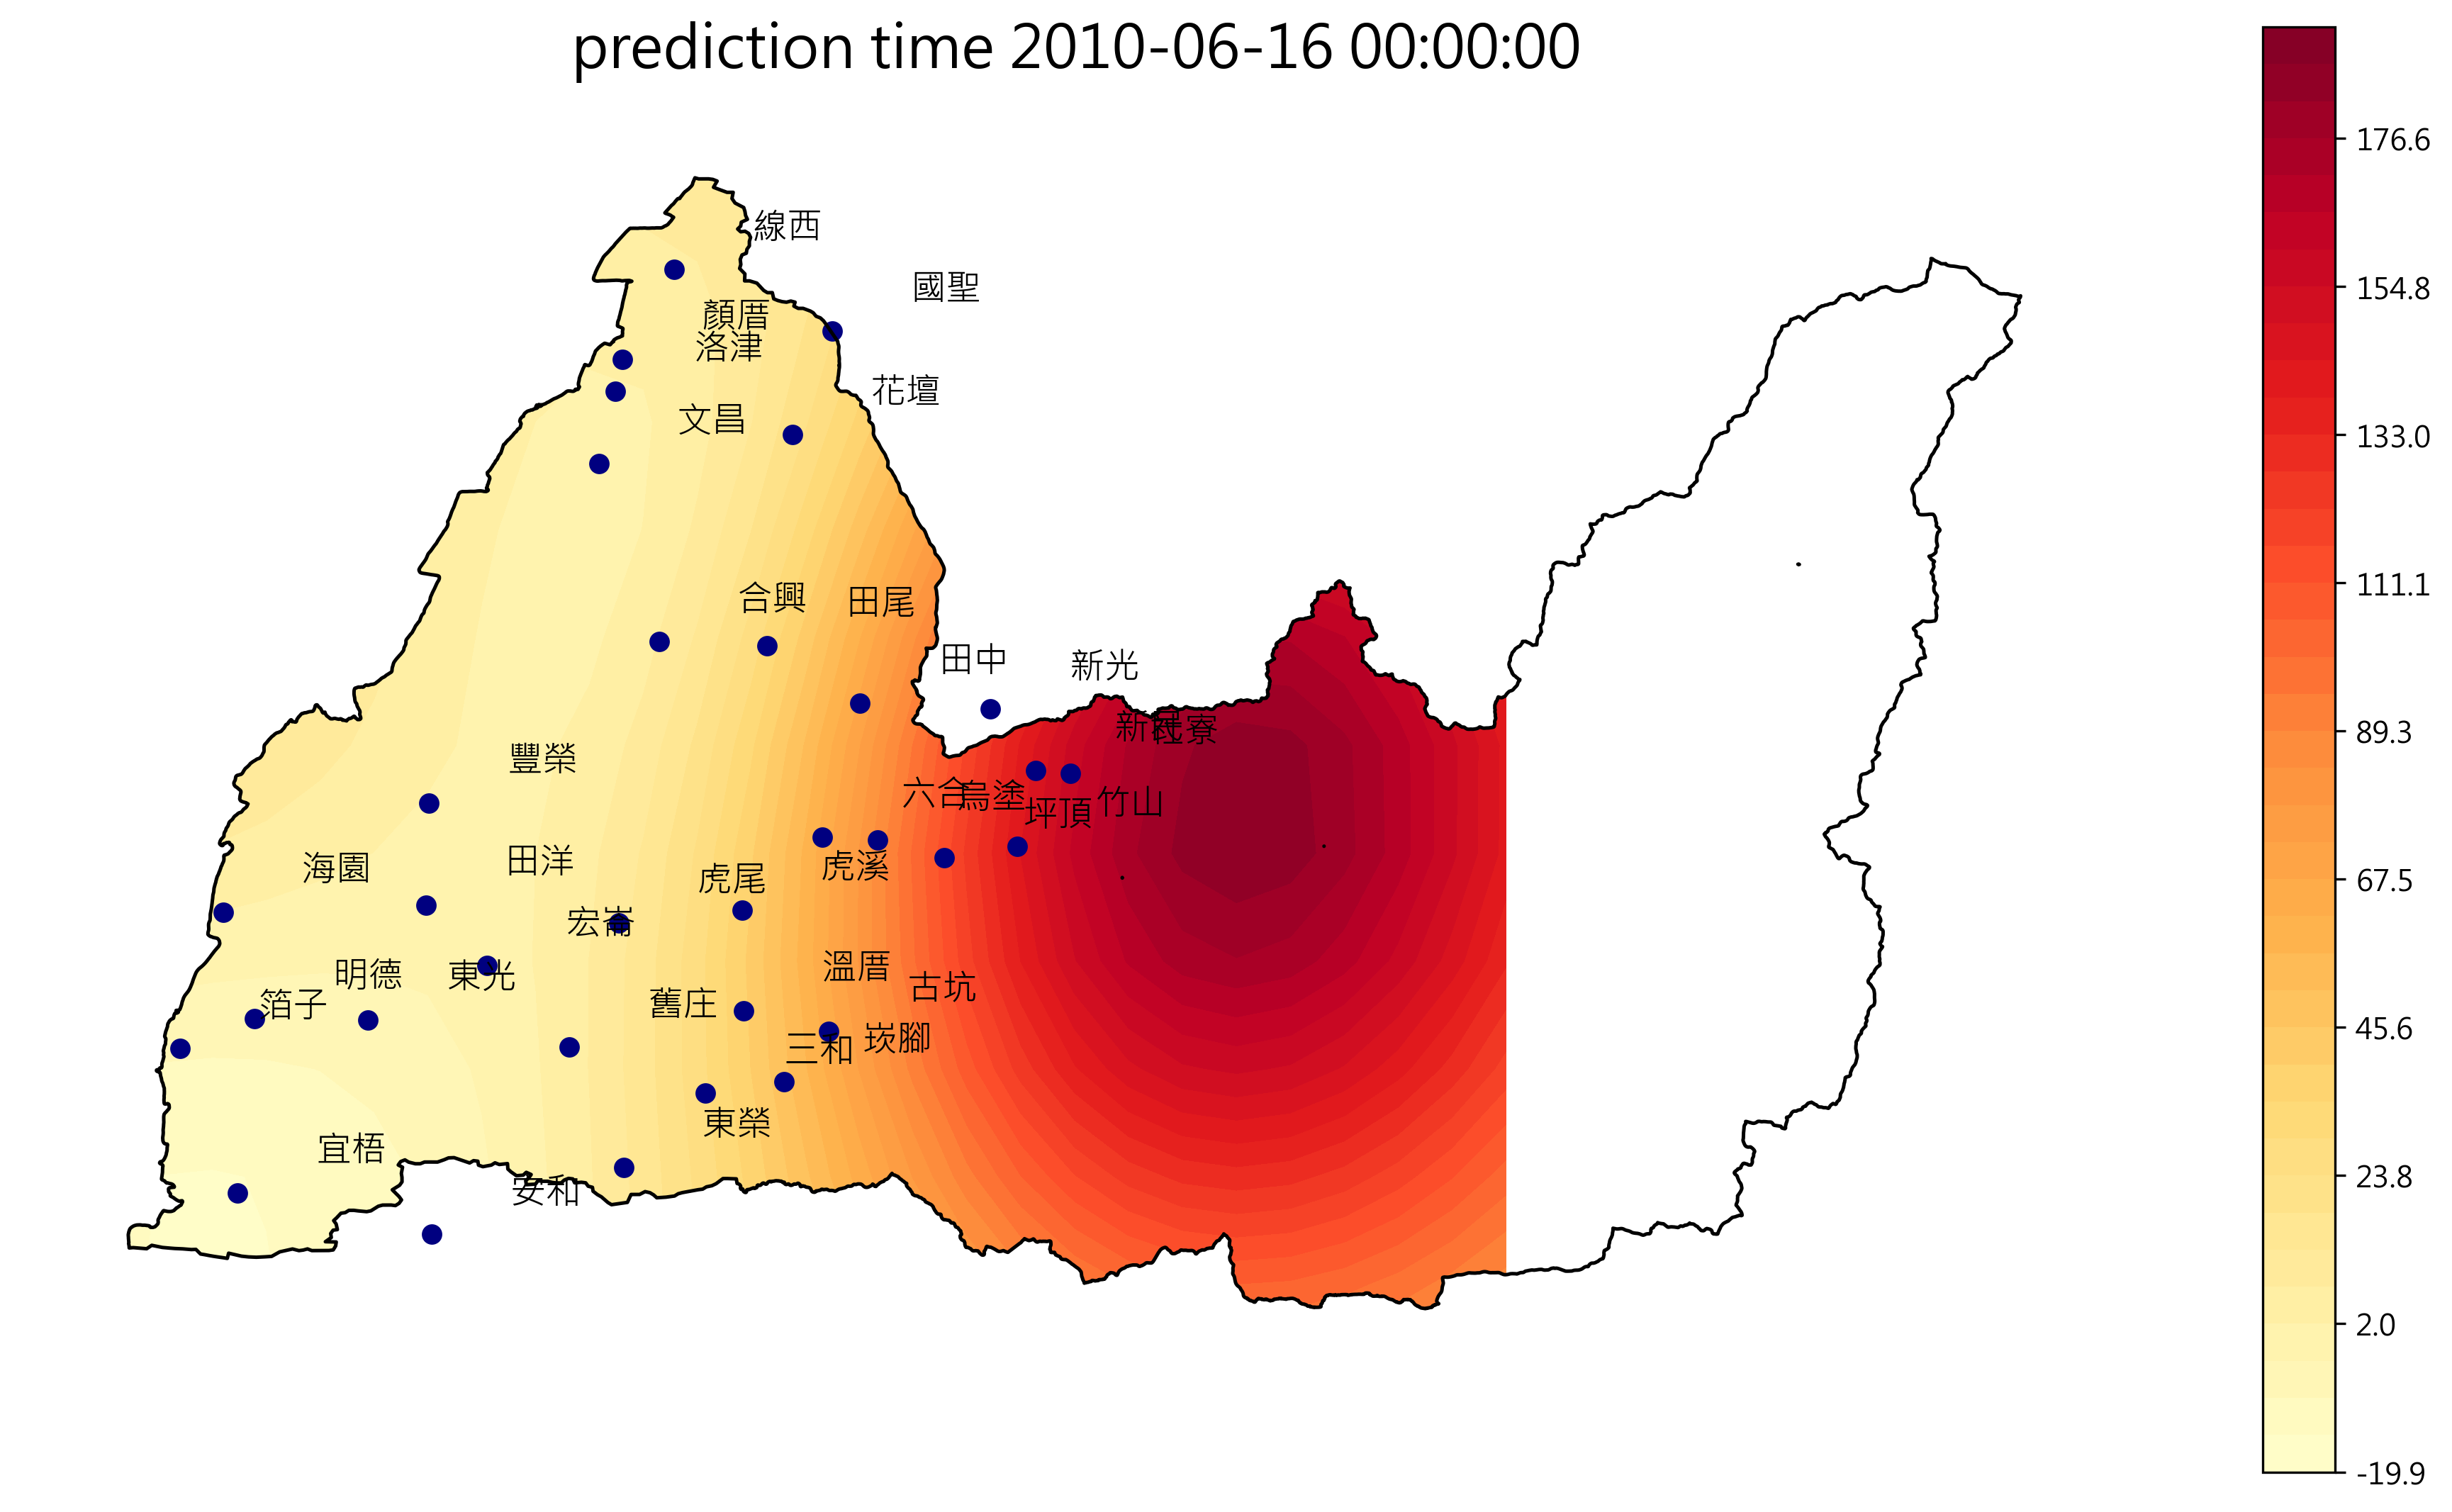 prediction time 2010-06-16 00:00:00
線西
國聖
顏厝
洛津
花壇
文昌
合興
田尾
田中
新光
新民
社寮
豐榮
六合
烏塗
坪頂
竹山
海園
田洋
虎尾
虎溪
宏崙
明德
東光
溫厝
古坑
箔子
舊庄
三和
崁腳
東榮
宜梧
安和
176.6
154.8
133.0
111.1
89.3
67.5
45.6
23.8
2.0
-19.9